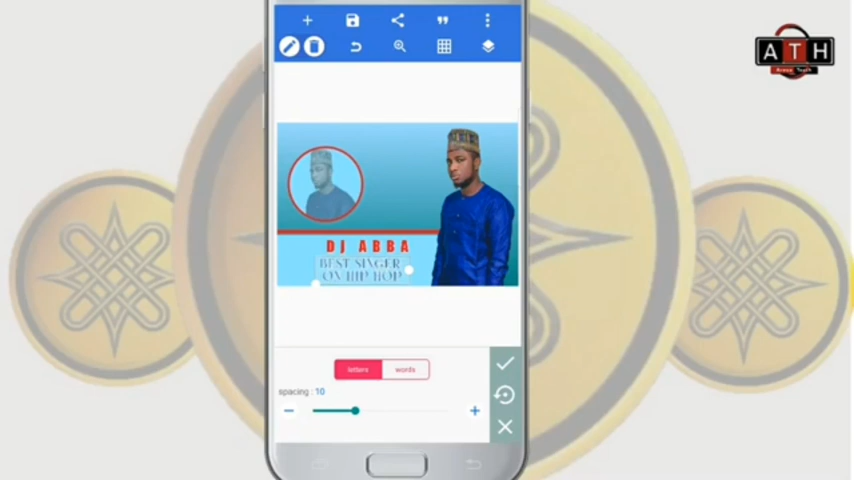 ATH
DJ ABBA
BEST SINGER
ON HIP HOP
letters
words
spacing : 10